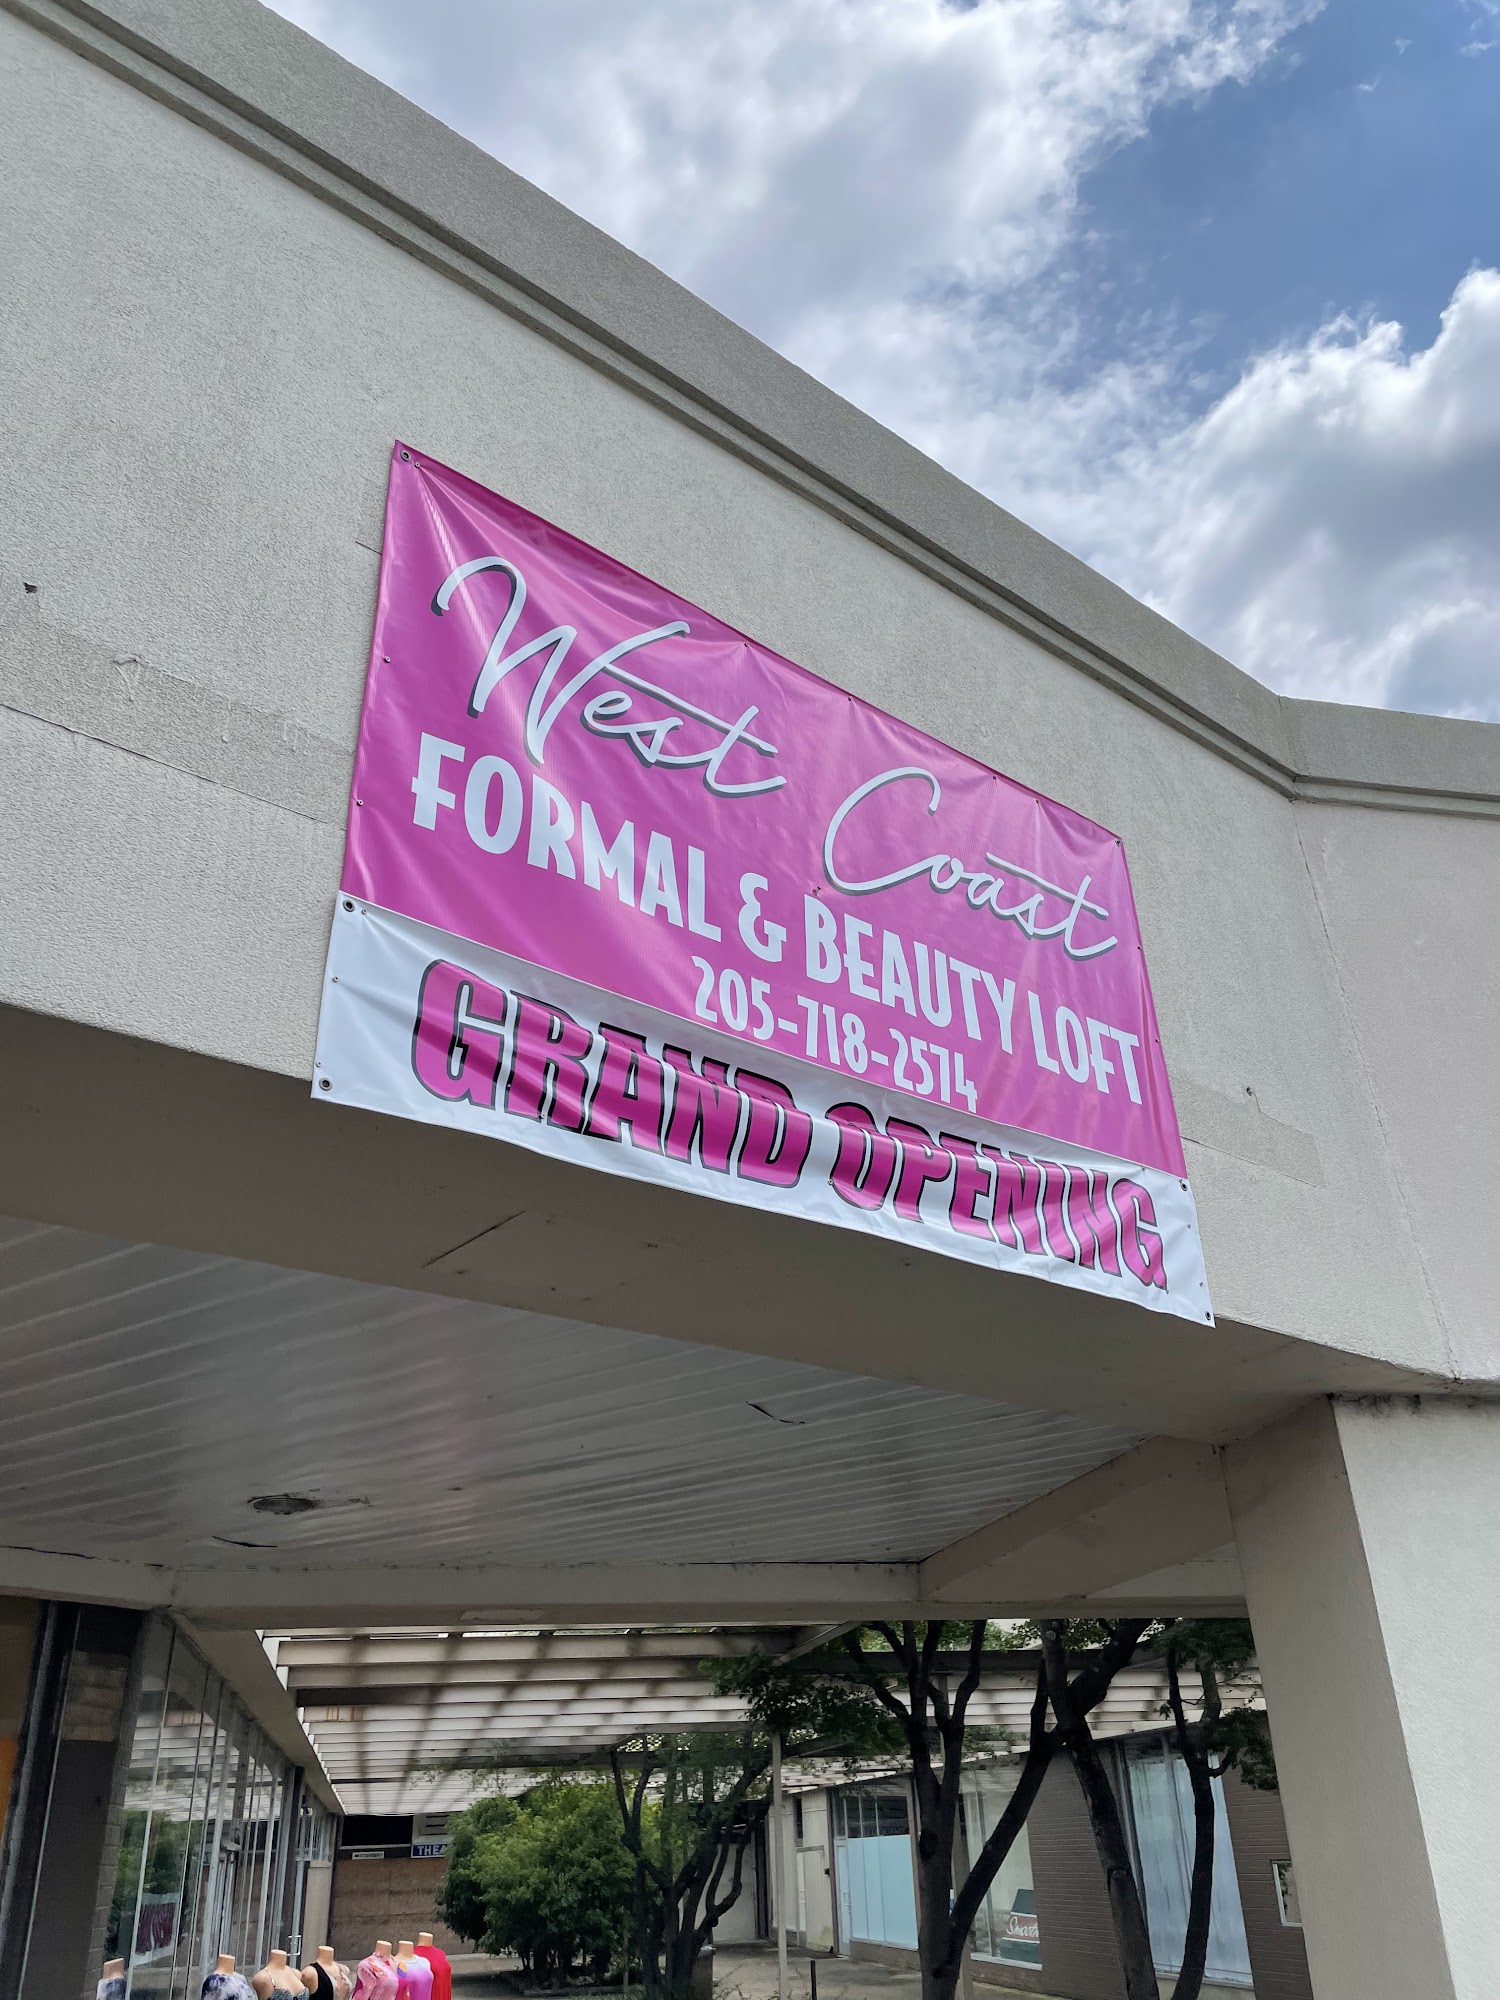 West Coast
FORMAL & BEAUTY LOFT
205-718-2574
GRAND OPENING